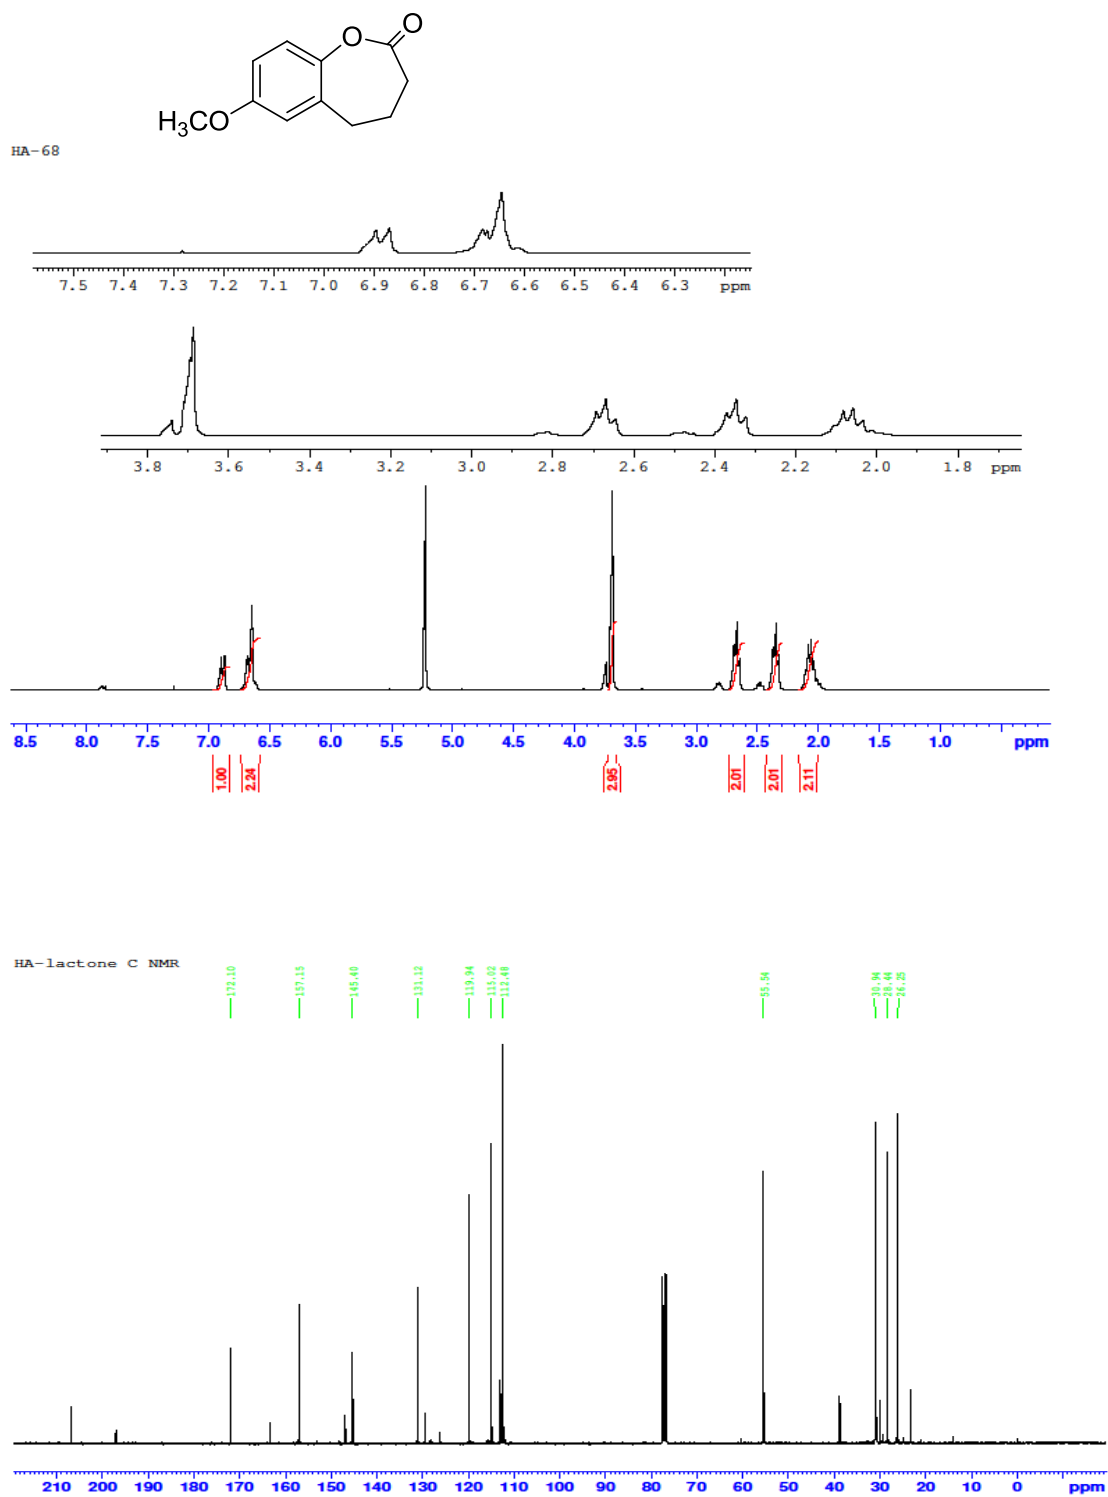 O
O
H₃CO
HA-68
7.5 7.4 7.3 7.2 7.1 7.0 6.9 6.8 6.7 6.6 6.5 6.4 6.3 ppm
3.8 3.6 3.4 3.2 3.0 2.8 2.6 2.4 2.2 2.0 1.8 ppm
8.5 8.0 7.5 7.0 6.5 6.0 5.5 5.0 4.5 4.0 3.5 3.0 2.5 2.0 1.5 1.0 ppm
1.00 2.24 2.95 2.01 2.01 2.11
HA-lactone C NMR
172.10 157.15 145.40 131.12 119.94 115.02 112.48 55.54 30.94 28.44 26.25
210 200 190 180 170 160 150 140 130 120 110 100 90 80 70 60 50 40 30 20 10 0 ppm